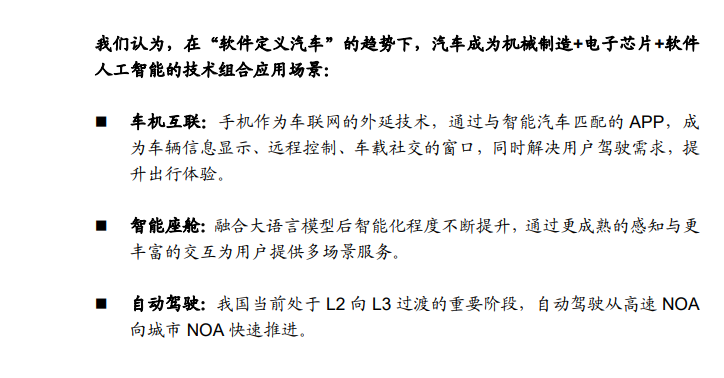 我们认为，在“软件定义汽车”的趋势下，汽车成为机械制造+电子芯片+软件
人工智能的技术组合应用场景：
■ 车机互联：手机作为车联网的外延技术，通过与智能汽车匹配的 APP，成
为车辆信息显示、远程控制、车载社交的窗口，同时解决用户驾驶需求，提
升出行体验。
■ 智能座舱：融合大语言模型后智能化程度不断提升，通过更成熟的感知与更
丰富的交互为用户提供多场景服务。
■ 自动驾驶：我国当前处于 L2 向 L3 过渡的重要阶段，自动驾驶从高速 NOA
向城市 NOA 快速推进。